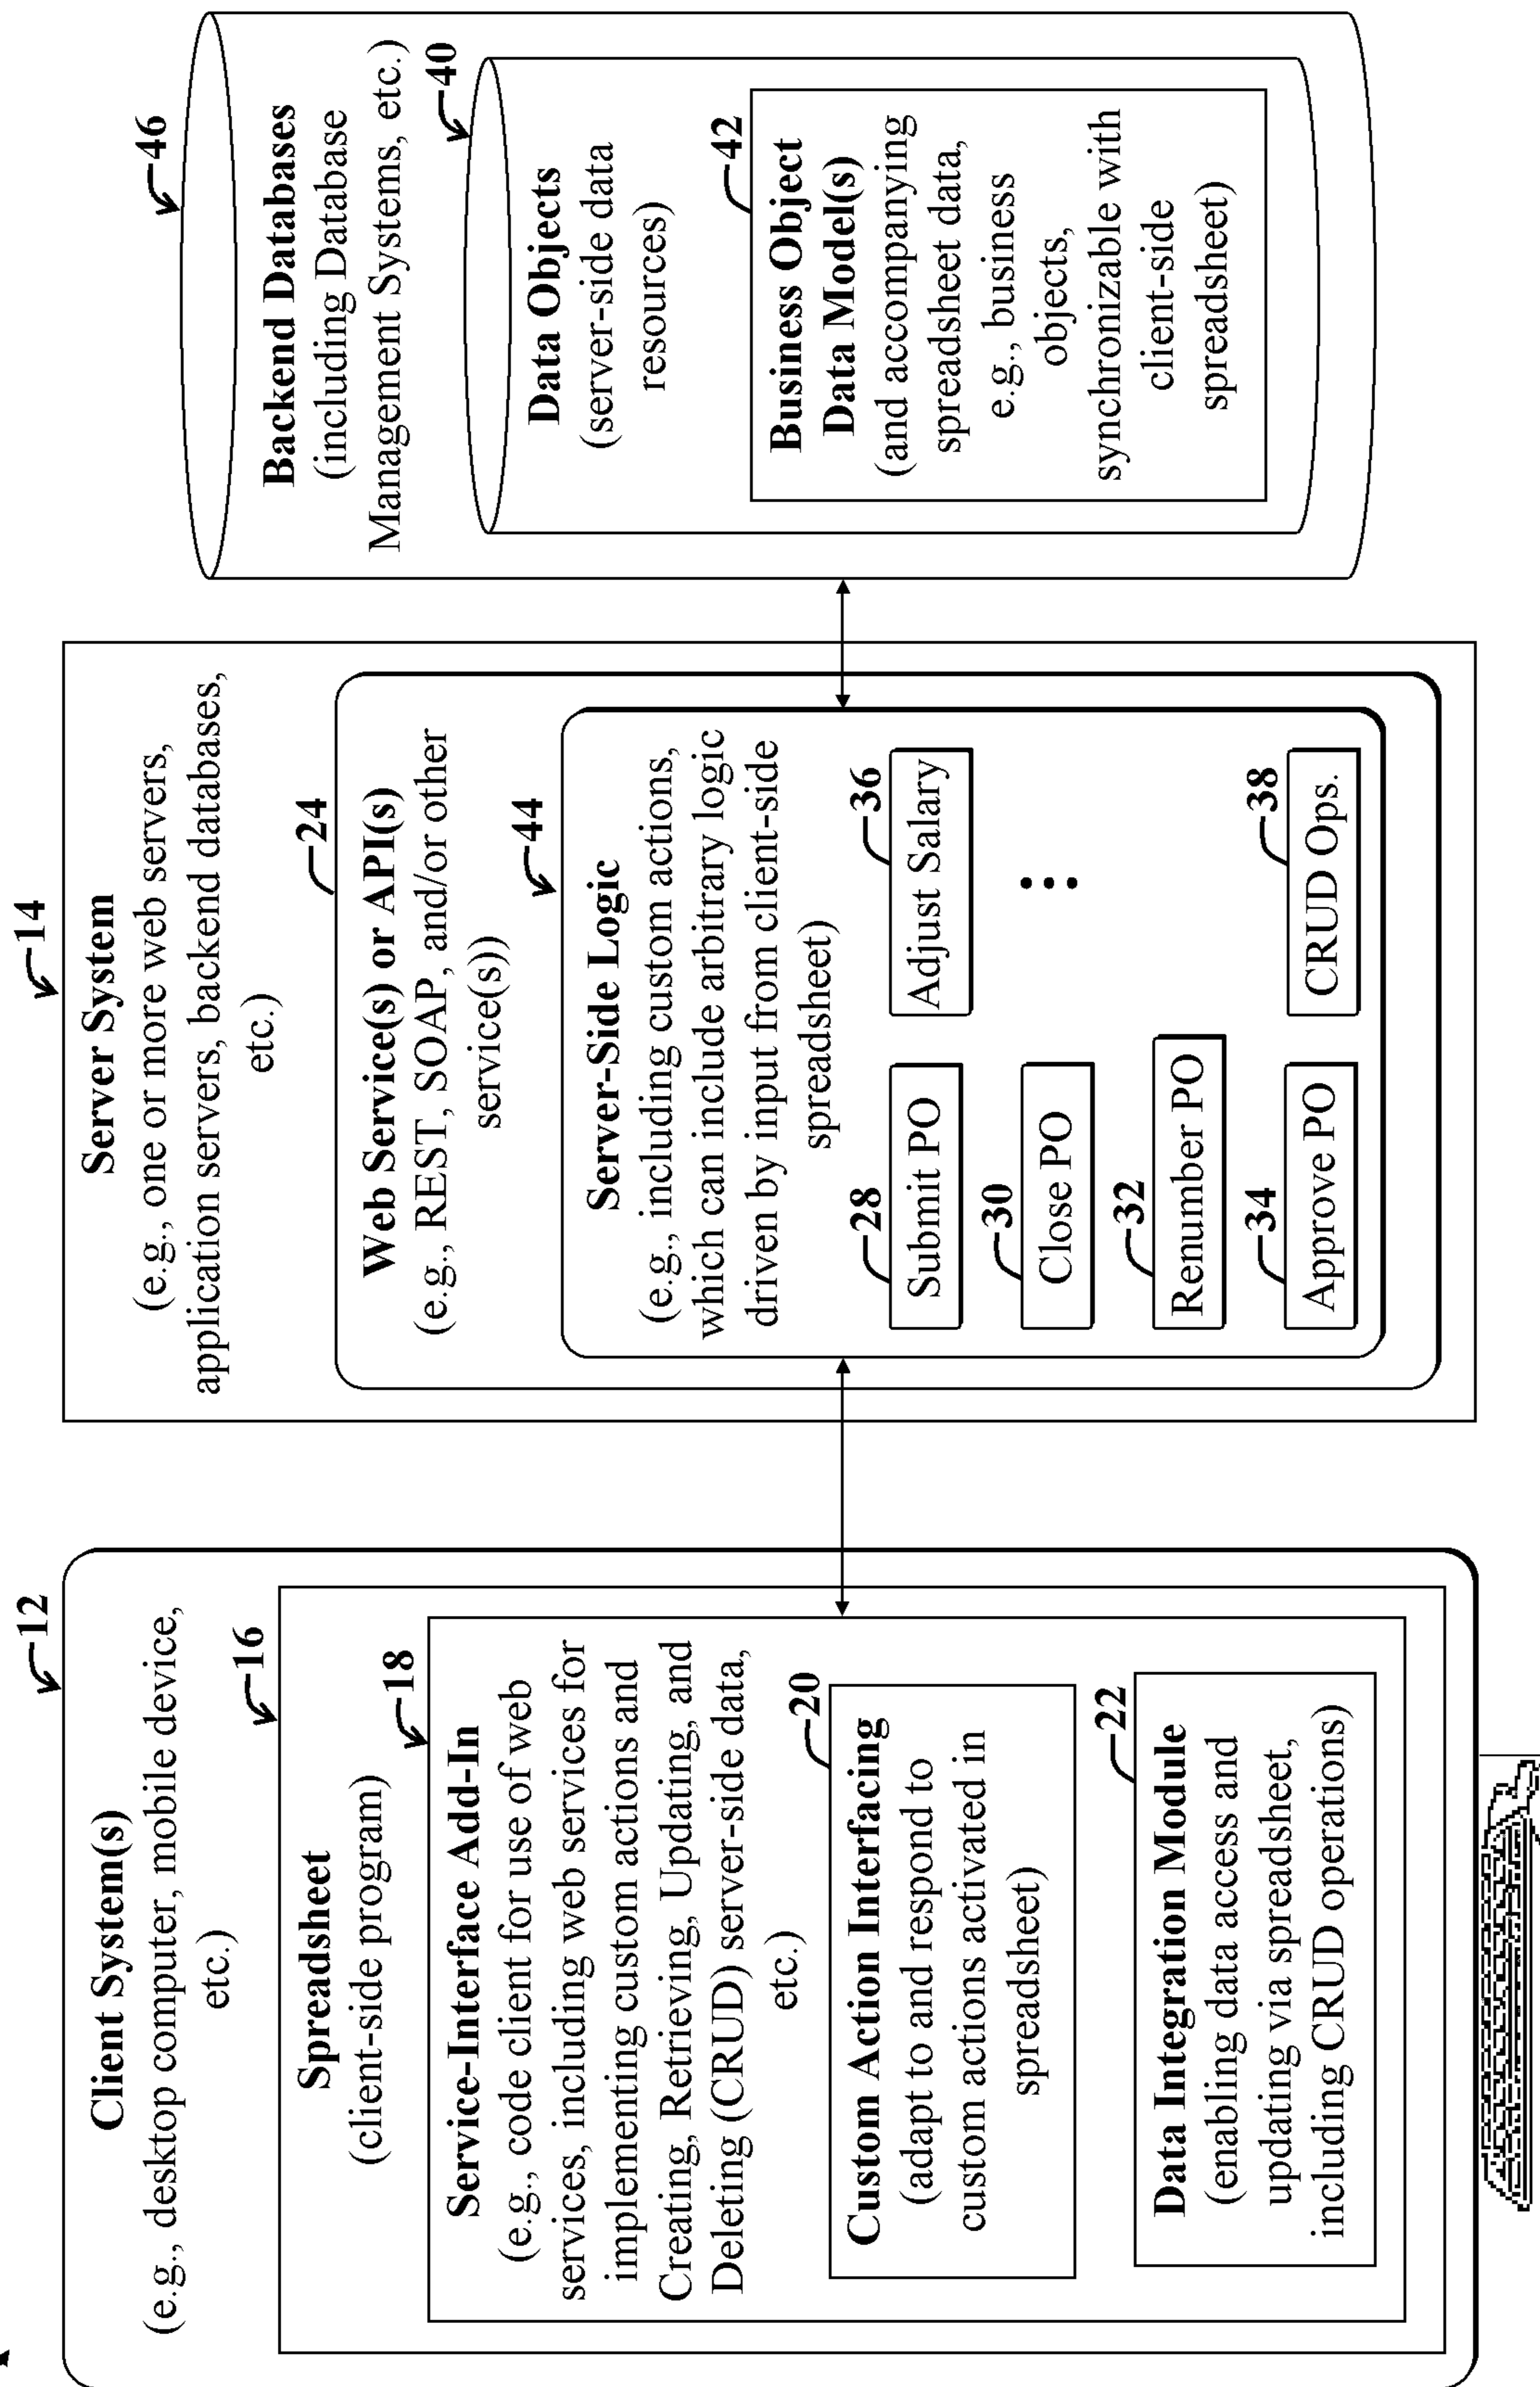 12
Client System(s)
(e.g., desktop computer, mobile device,
etc.)
16
Spreadsheet
(client-side program)
18
Service-Interface Add-In
(e.g., code client for use of web
services, including web services for
implementing custom actions and
Creating, Retrieving, Updating, and
Deleting (CRUD) server-side data,
etc.)
20
Custom Action Interfacing
(adapt to and respond to
custom actions activated in
spreadsheet)
22
Data Integration Module
(enabling data access and
updating via spreadsheet,
including CRUD operations)
14
Server System
(e.g., one or more web servers,
application servers, backend databases,
etc.)
24
Web Service(s) or API(s)
(e.g., REST, SOAP, and/or other
service(s))
44
Server-Side Logic
(e.g., including custom actions,
which can include arbitrary logic
driven by input from client-side
spreadsheet)
28
Submit PO
30
Close PO
32
Renumber PO
34
Approve PO
36
Adjust Salary
38
CRUD Ops.
46
Backend Databases
(including Database
Management Systems, etc.)
40
Data Objects
(server-side data
resources)
42
Business Object
Data Model(s)
(and accompanying
spreadsheet data,
e.g., business
objects,
synchronizable with
client-side
spreadsheet)